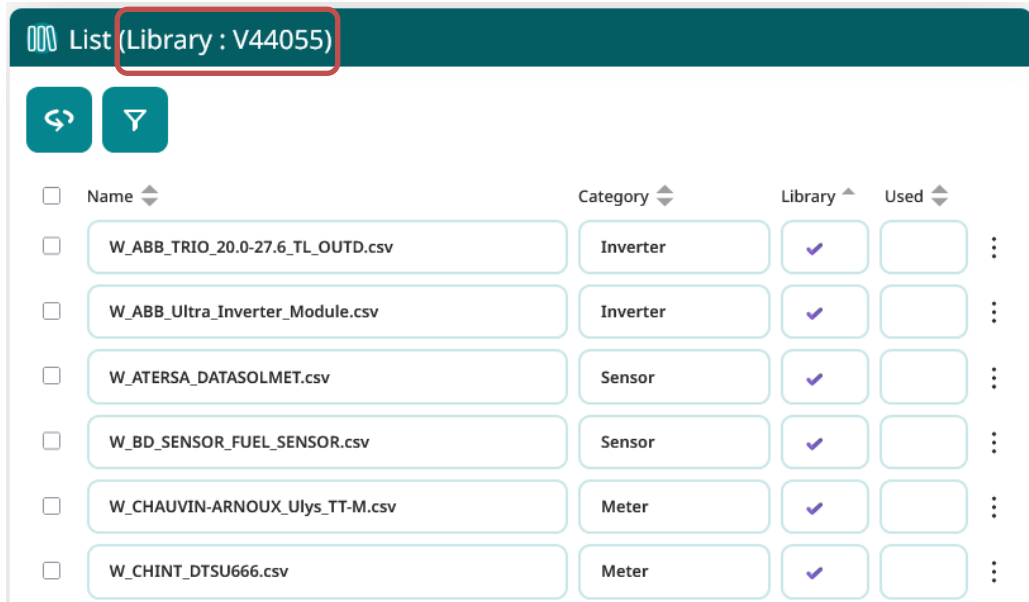 List (Library : V44055)
Name Category Library Used
W_ABB_TRIO_20.0-27.6_TL_OUTD.csv Inverter
W_ABB_Ultra_Inverter_Module.csv Inverter
W_ATERSA_DATASOLMET.csv Sensor
W_BD_SENSOR_FUEL_SENSOR.csv Sensor
W_CHAUVIN-ARNOUX_Ulys_TT-M.csv Meter
W_CHINT_DTSU666.csv Meter